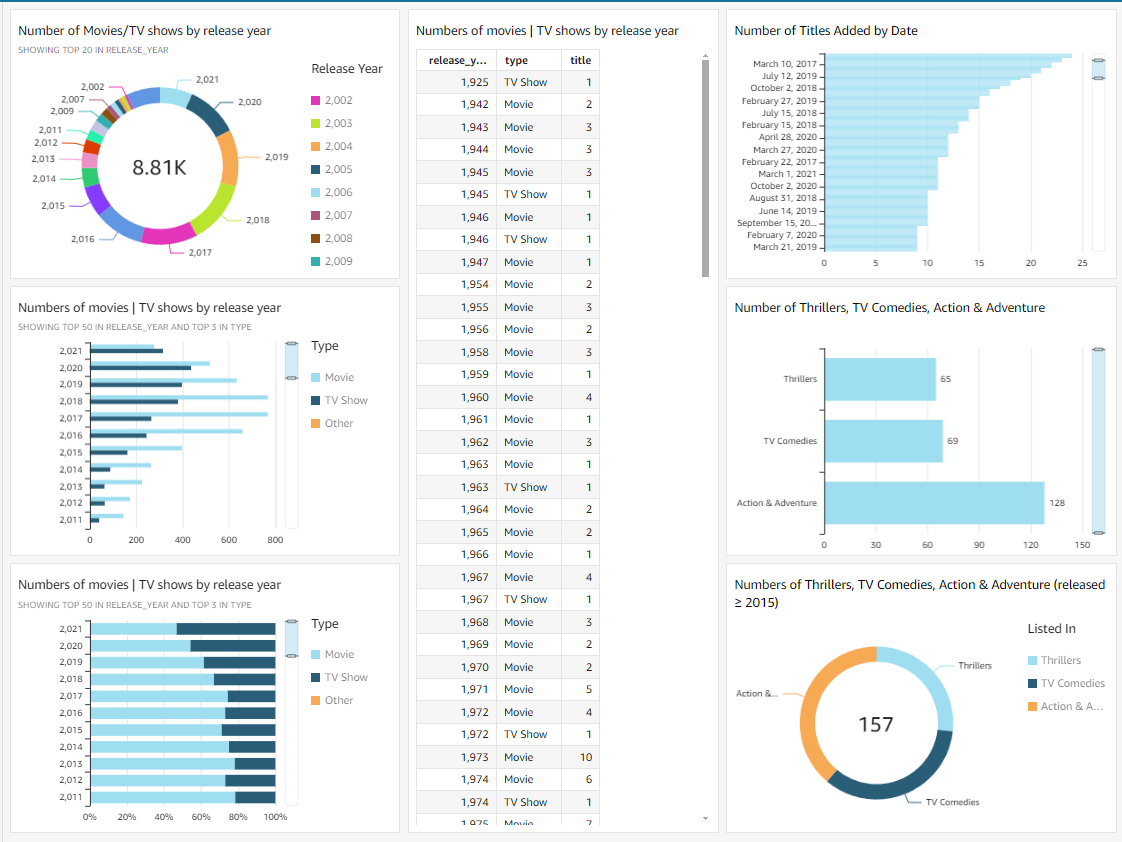 Number of Movies/TV shows by release year
SHOWING TOP 20 IN RELEASE_YEAR
2,021
2,020
2,019
2,018
2,017
2,016
2,015
2,014
2,013
2,012
2,011
2,009
2,007
2,002
8.81K
Release Year
2,002
2,003
2,004
2,005
2,006
2,007
2,008
2,009
Numbers of movies | TV shows by release year
SHOWING TOP 50 IN RELEASE_YEAR AND TOP 3 IN TYPE
2,021
2,020
2,019
2,018
2,017
2,016
2,015
2,014
2,013
2,012
2,011
0 200 400 600 800
Type
Movie
TV Show
Other
Numbers of movies | TV shows by release year
SHOWING TOP 50 IN RELEASE_YEAR AND TOP 3 IN TYPE
2,021
2,020
2,019
2,018
2,017
2,016
2,015
2,014
2,013
2,012
2,011
0% 20% 40% 60% 80% 100%
Type
Movie
TV Show
Other
Numbers of movies | TV shows by release year
release_y... type title
1,925 TV Show 1
1,942 Movie 2
1,943 Movie 3
1,944 Movie 3
1,945 Movie 3
1,945 TV Show 1
1,946 Movie 1
1,946 TV Show 1
1,947 Movie 1
1,954 Movie 2
1,955 Movie 3
1,956 Movie 2
1,958 Movie 3
1,959 Movie 1
1,960 Movie 4
1,961 Movie 1
1,962 Movie 3
1,963 Movie 1
1,963 TV Show 1
1,964 Movie 2
1,965 Movie 2
1,966 Movie 1
1,967 Movie 4
1,967 TV Show 1
1,968 Movie 3
1,969 Movie 2
1,970 Movie 2
1,971 Movie 5
1,972 Movie 4
1,972 TV Show 1
1,973 Movie 10
1,974 Movie 6
1,974 TV Show 1
1,975 Movie 7
Number of Titles Added by Date
March 10, 2017
July 12, 2019
October 2, 2018
February 27, 2019
July 15, 2018
February 15, 2018
April 28, 2020
March 27, 2020
February 22, 2017
March 1, 2021
October 2, 2020
August 31, 2018
June 14, 2019
September 15, 20...
February 7, 2020
March 21, 2019
0 5 10 15 20 25
Number of Thrillers, TV Comedies, Action & Adventure
Thrillers 65
TV Comedies 69
Action & Adventure 128
0 30 60 90 120 150
Numbers of Thrillers, TV Comedies, Action & Adventure (released
≥ 2015)
Thrillers
Action &...
157
TV Comedies
Listed In
Thrillers
TV Comedies
Action & A...